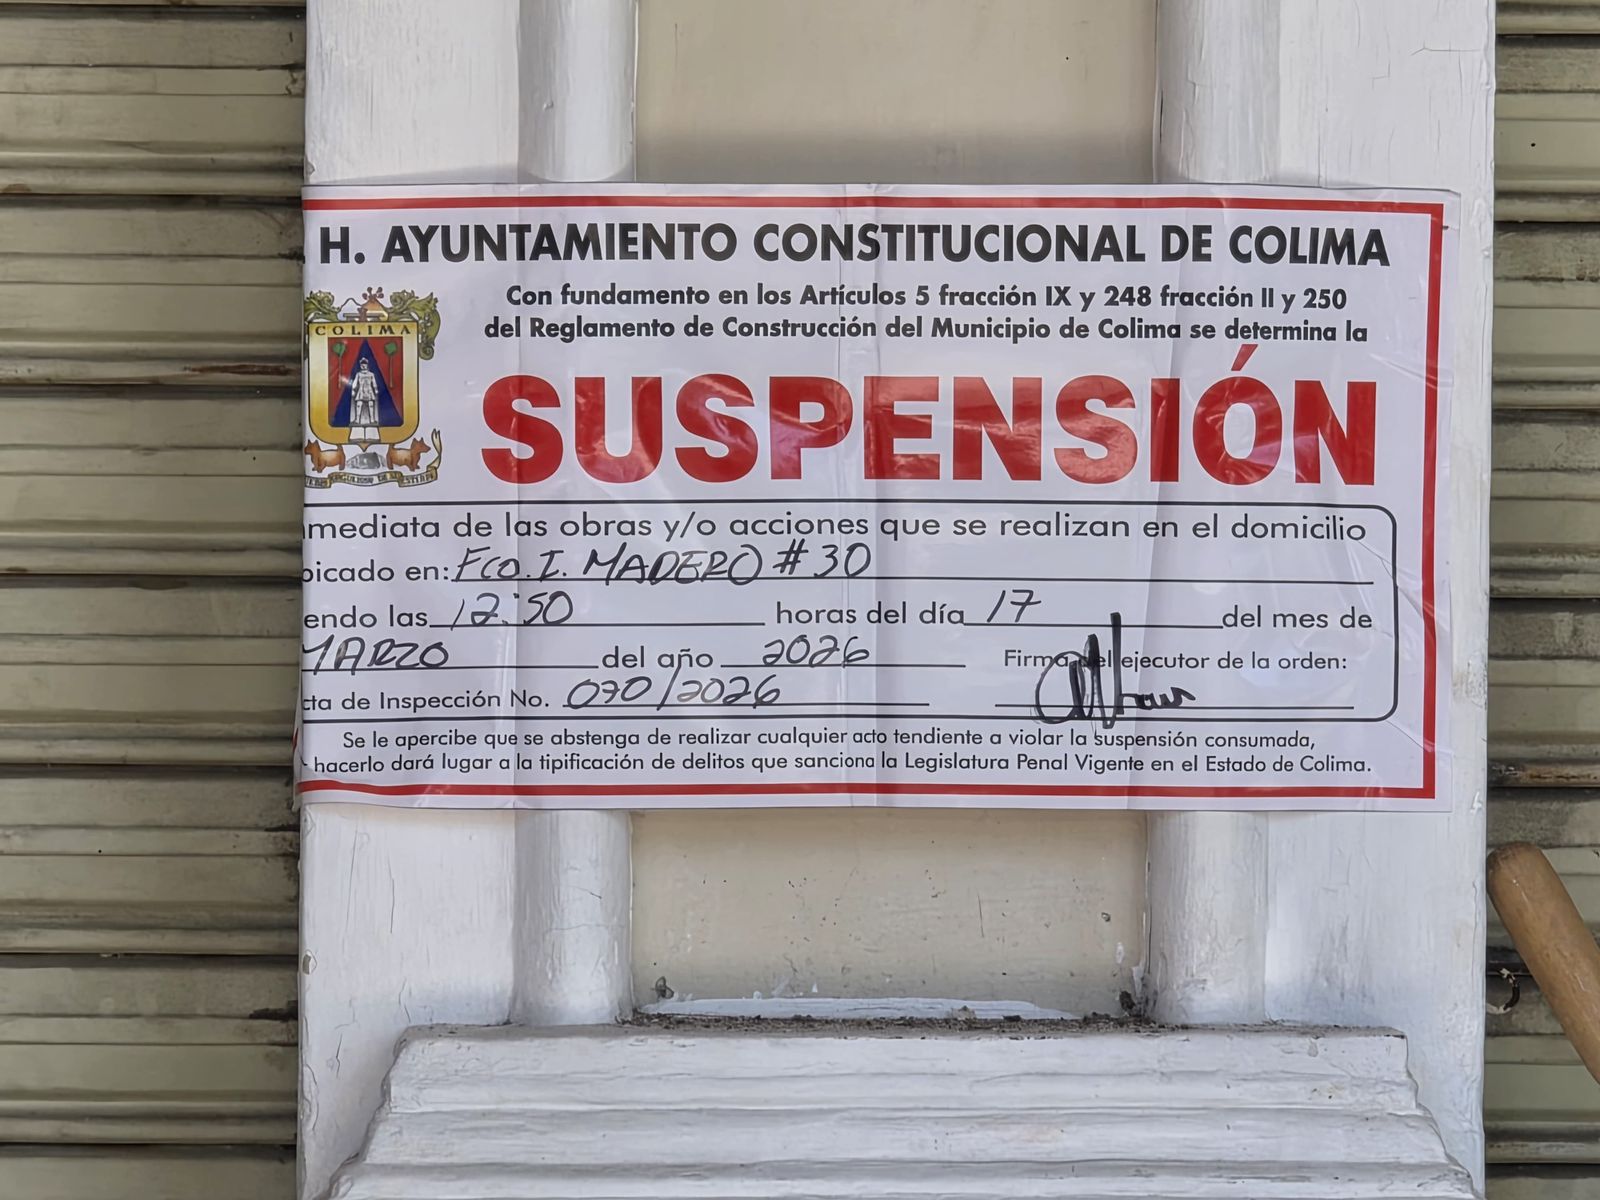 H. AYUNTAMIENTO CONSTITUCIONAL DE COLIMA
Con fundamento en los Artículos 5 fracción IX y 248 fracción II y 250
del Reglamento de Construcción del Municipio de Colima se determina la
COLIMA
SUSPENSIÓN
nmediata de las obras y/o acciones que se realizan en el domicilio
bicado en: FCO. I. MADERO #30
endo las 12:50 horas del día 17 del mes de
MARZO del año 2026 Firma del ejecutor de la orden:
cta de Inspección No. 070/2026
Se le apercibe que se abstenga de realizar cualquier acto tendiente a violar la suspensión consumada,
hacerlo dará lugar a la tipificación de delitos que sanciona la Legislatura Penal Vigente en el Estado de Colima.